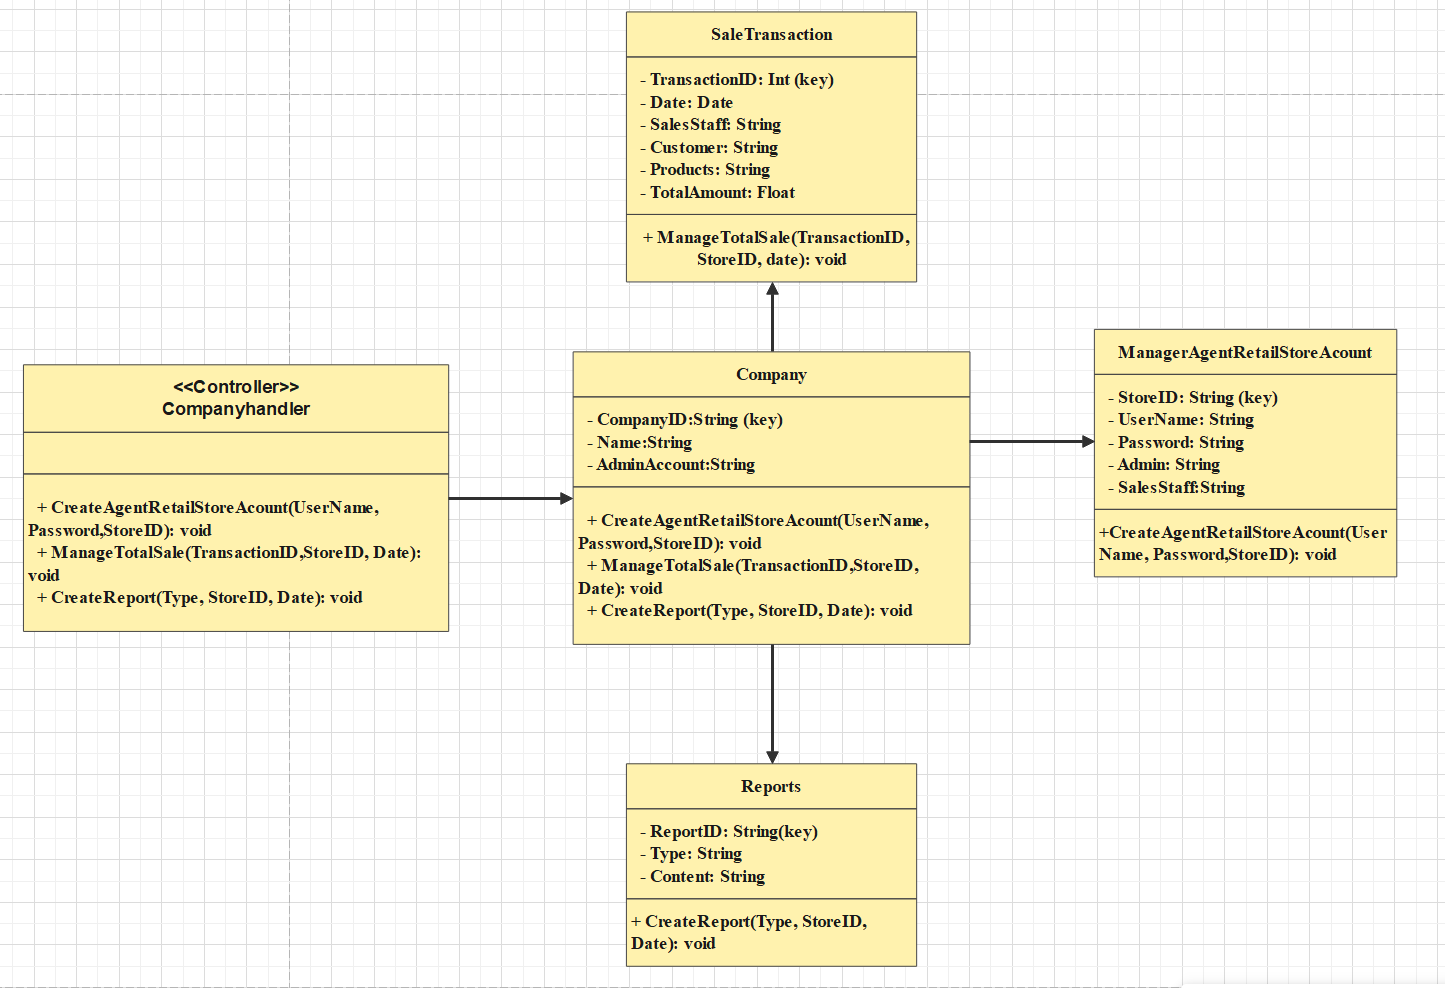 SaleTransaction
- TransactionID: Int (key)
- Date: Date
- SalesStaff: String
- Customer: String
- Products: String
- TotalAmount: Float
+ ManageTotalSale(TransactionID,
StoreID, date): void
<<Controller>>
Companyhandler
+ CreateAgentRetailStoreAcount(UserName,
Password,StoreID): void
+ ManageTotalSale(TransactionID,StoreID, Date):
void
+ CreateReport(Type, StoreID, Date): void
Company
- CompanyID:String (key)
- Name:String
- AdminAccount:String
+ CreateAgentRetailStoreAcount(UserName,
Password,StoreID): void
+ ManageTotalSale(TransactionID,StoreID,
Date): void
+ CreateReport(Type, StoreID, Date): void
ManagerAgentRetailStoreAcount
- StoreID: String (key)
- UserName: String
- Password: String
- Admin: String
- SalesStaff:String
+CreateAgentRetailStoreAcount(User
Name, Password,StoreID): void
Reports
- ReportID: String(key)
- Type: String
- Content: String
+ CreateReport(Type, StoreID,
Date): void